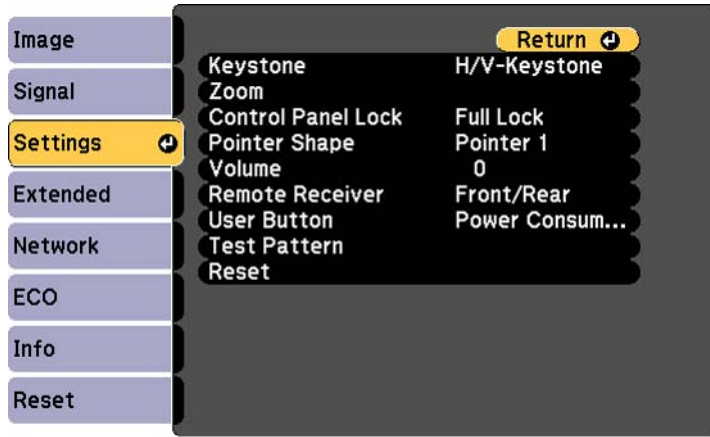 Image
Signal
Settings
Extended
Network
ECO
Info
Reset
Return
Keystone H/V-Keystone
Zoom
Control Panel Lock Full Lock
Pointer Shape Pointer 1
Volume 0
Remote Receiver Front/Rear
User Button Power Consum...
Test Pattern
Reset